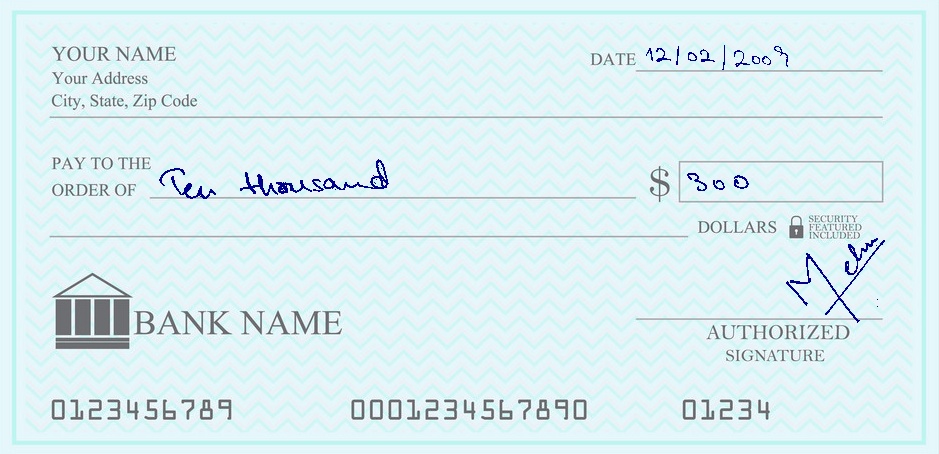 YOUR NAME
Your Address
City, State, Zip Code
DATE 12/02/2009
PAY TO THE
ORDER OF Ten thousand
$ 300
DOLLARS SECURITY FEATURED INCLUDED
BANK NAME
AUTHORIZED
SIGNATURE
0123456789 0001234567890 01234